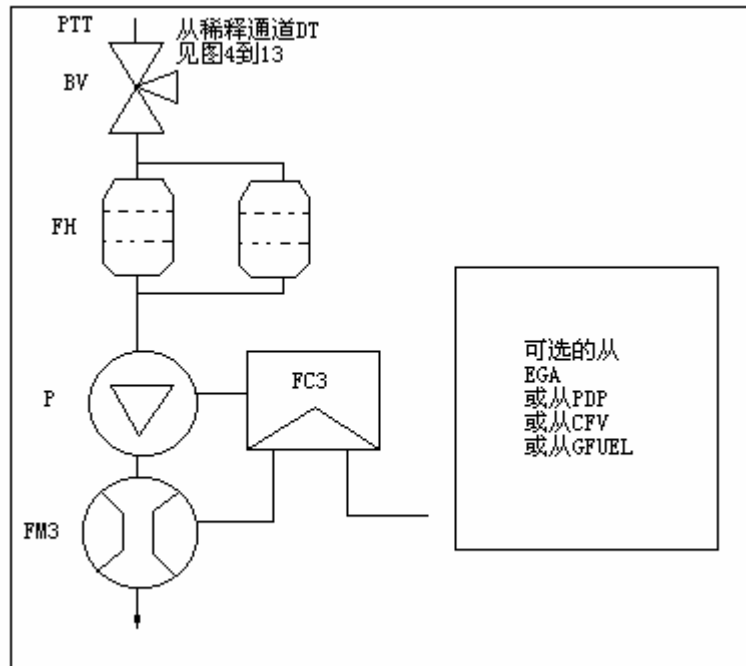 PTT
从稀释通道DT
见图4到13
BV
FH
P
FC3
FM3
可选的从
EGA
或从PDP
或从CFV
或从GFUEL